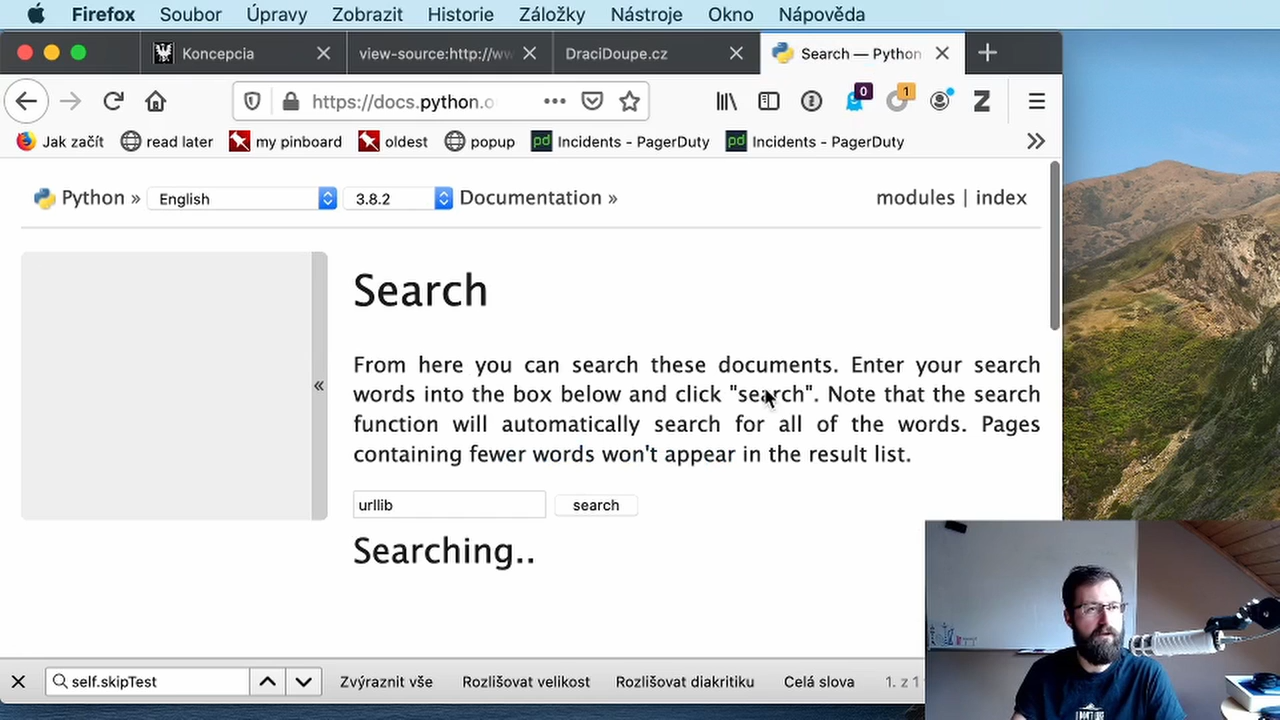 Firefox Soubor Úpravy Zobrazit Historie Záložky Nástroje Okno Nápověda
Koncepcia view-source:http://ww DraciDoupe.cz Search — Python
https://docs.python.o 0 1
Jak začít read later my pinboard oldest popup pd Incidents - PagerDuty pd Incidents - PagerDuty
Python » English 3.8.2 Documentation » modules | index
Search
«
From here you can search these documents. Enter your search
words into the box below and click "search". Note that the search
function will automatically search for all of the words. Pages
containing fewer words won't appear in the result list.
urllib search
Searching..
self.skipTest Zvýraznit vše Rozlišovat velikost Rozlišovat diakritiku Celá slova 1. z 1